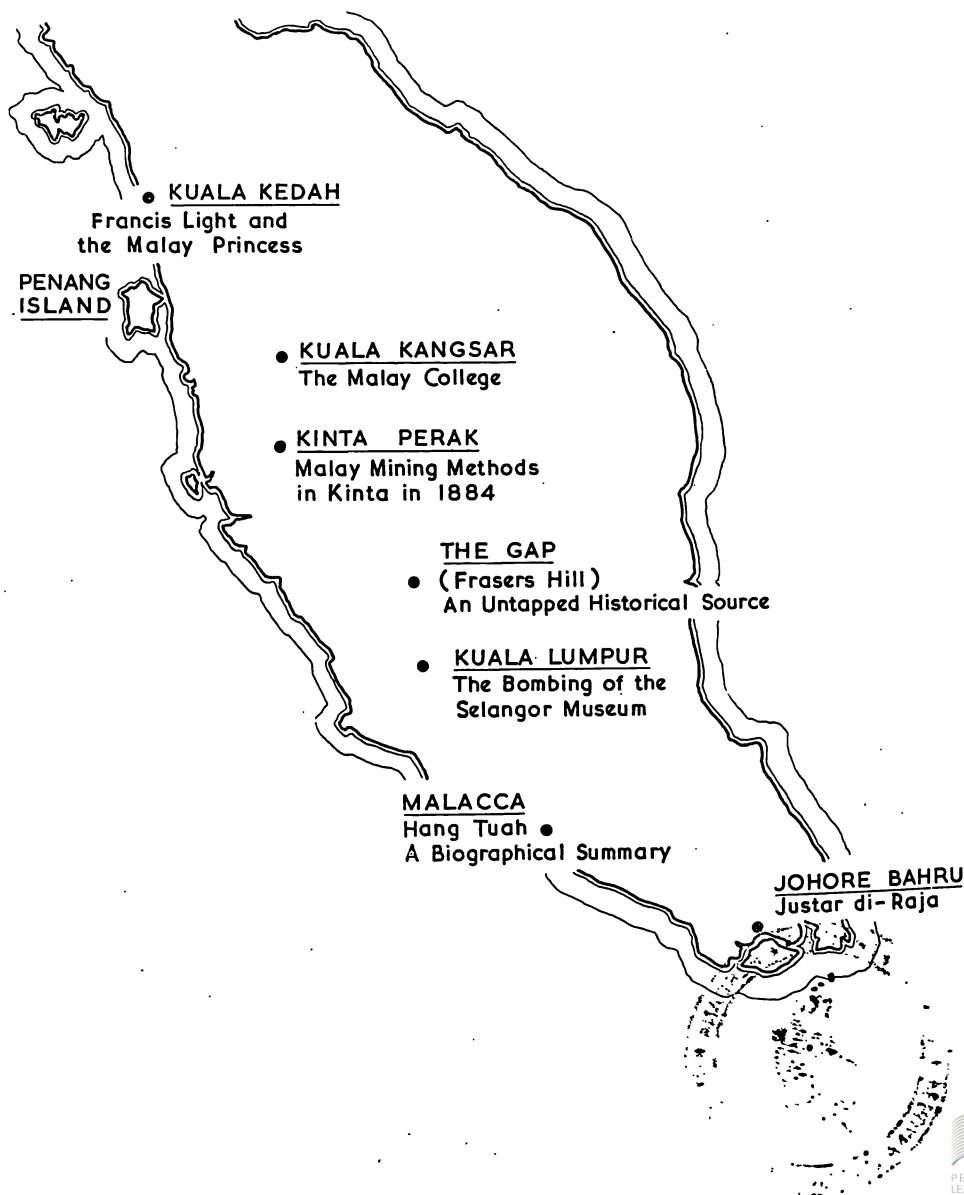 KUALA KEDAH
Francis Light and
the Malay Princess
PENANG
ISLAND
KUALA KANGSAR
The Malay College
KINTA PERAK
Malay Mining Methods
in Kinta in 1884
THE GAP
(Frasers Hill)
An Untapped Historical Source
KUALA LUMPUR
The Bombing of the
Selangor Museum
MALACCA
Hang Tuah
A Biographical Summary
JOHORE BAHRU
Justar di-Raja